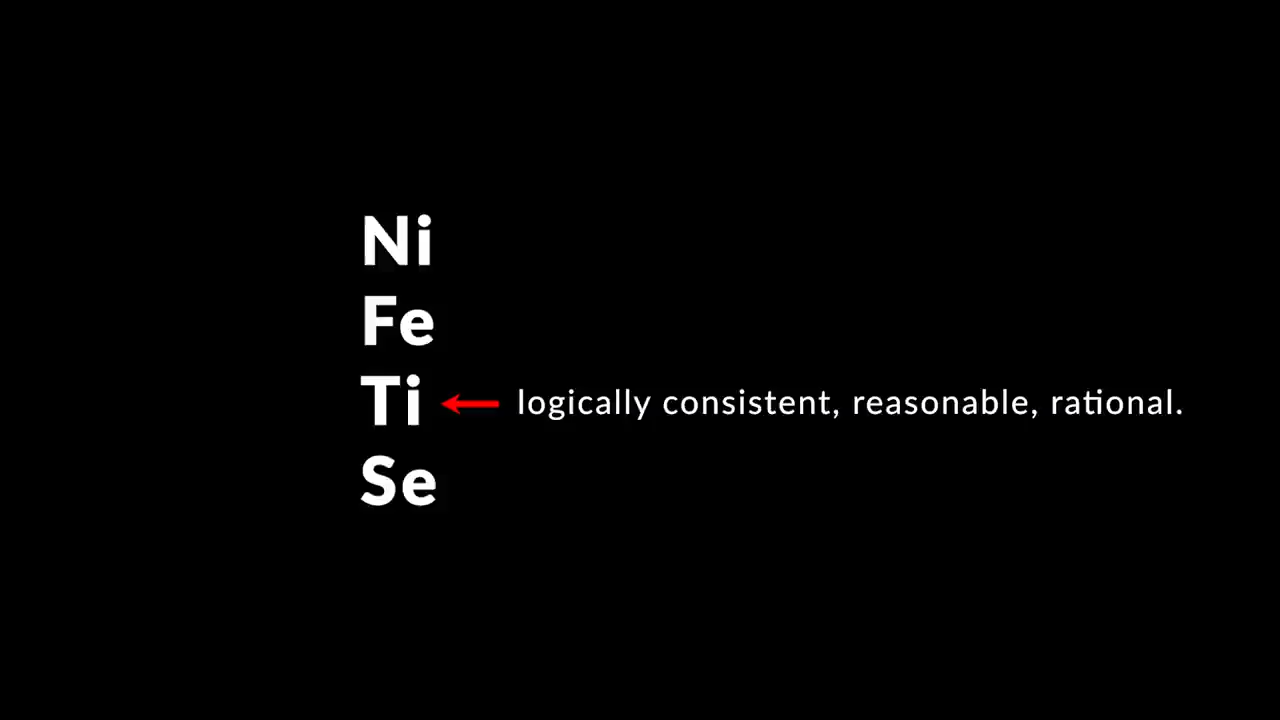 Ni
Fe
Ti logically consistent, reasonable, rational.
Se